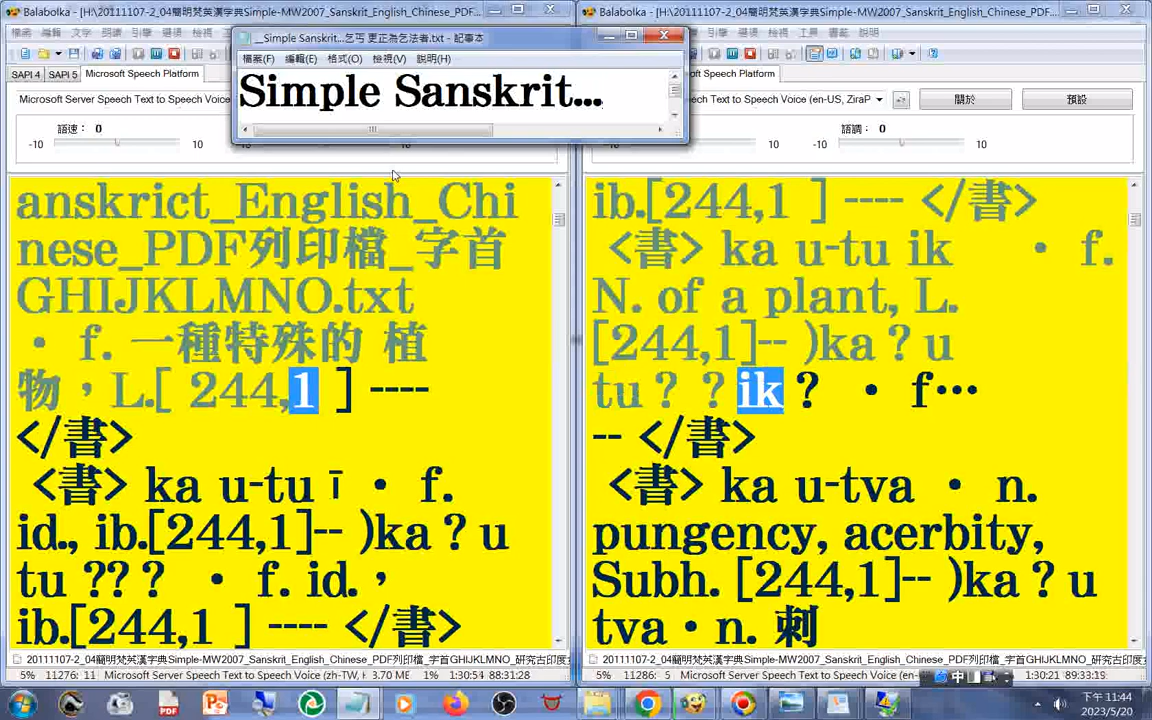 Balabolka - [H:\20111107-2_04簡明梵英漢字典Simple-MW2007_Sanskrit_English_Chinese_PDF...
Balabolka - [H:\20111107-2_04簡明梵英漢字典Simple-MW2007_Sanskrit_English_Chinese_PDF...
__Simple Sanskrit...乞丐 更正為乞法者.txt - 記事本
檔案(F) 編輯(E) 格式(O) 檢視(V) 說明(H)
Simple Sanskrit...
SAPI 4 SAPI 5 Microsoft Speech Platform
Microsoft Server Speech Text to Speech Voice
ech Text to Speech Voice (en-US, ZiraP
關於
預設
語速： 0
-10 10
語調： 0
-10 10
anskrict_English_Chi
nese_PDF列印檔_字首
GHIJKLMNO.txt
• f. 一種特殊的 植
物，L.[ 244,1 ] ----
</書>
<書> ka u-tu ī • f.
id., ib.[244,1]-- )ka？u
tu ??？ • f. id.，
ib.[244,1 ] ---- </書>
ib.[244,1 ] ---- </書>
<書> ka u-tu ik • f.
N. of a plant, L.
[244,1]-- )ka？u
tu？ ？ik？ • f…
-- </書>
<書> ka u-tva • n.
pungency, acerbity,
Subh. [244,1]-- )ka？u
tva • n. 刺
20111107-2_04簡明梵英漢字典Simple-MW2007_Sanskrit_English_Chinese_PDF列印檔_字首GHIJKLMNO_研究古印度
20111107-2_04簡明梵英漢字典Simple-MW2007_Sanskrit_English_Chinese_PDF列印檔_字首GHIJKLMNO_研究古印度
5% 11276: 11 Microsoft Server Speech Text to Speech Voice (zh-TW, H 3.70 ME 1% 1:30:54 88:31:28
5% 11286: 5 Microsoft Server Speech Text to Speech 1:30:21 89:33:19
中
下午 11:44
2023/5/20